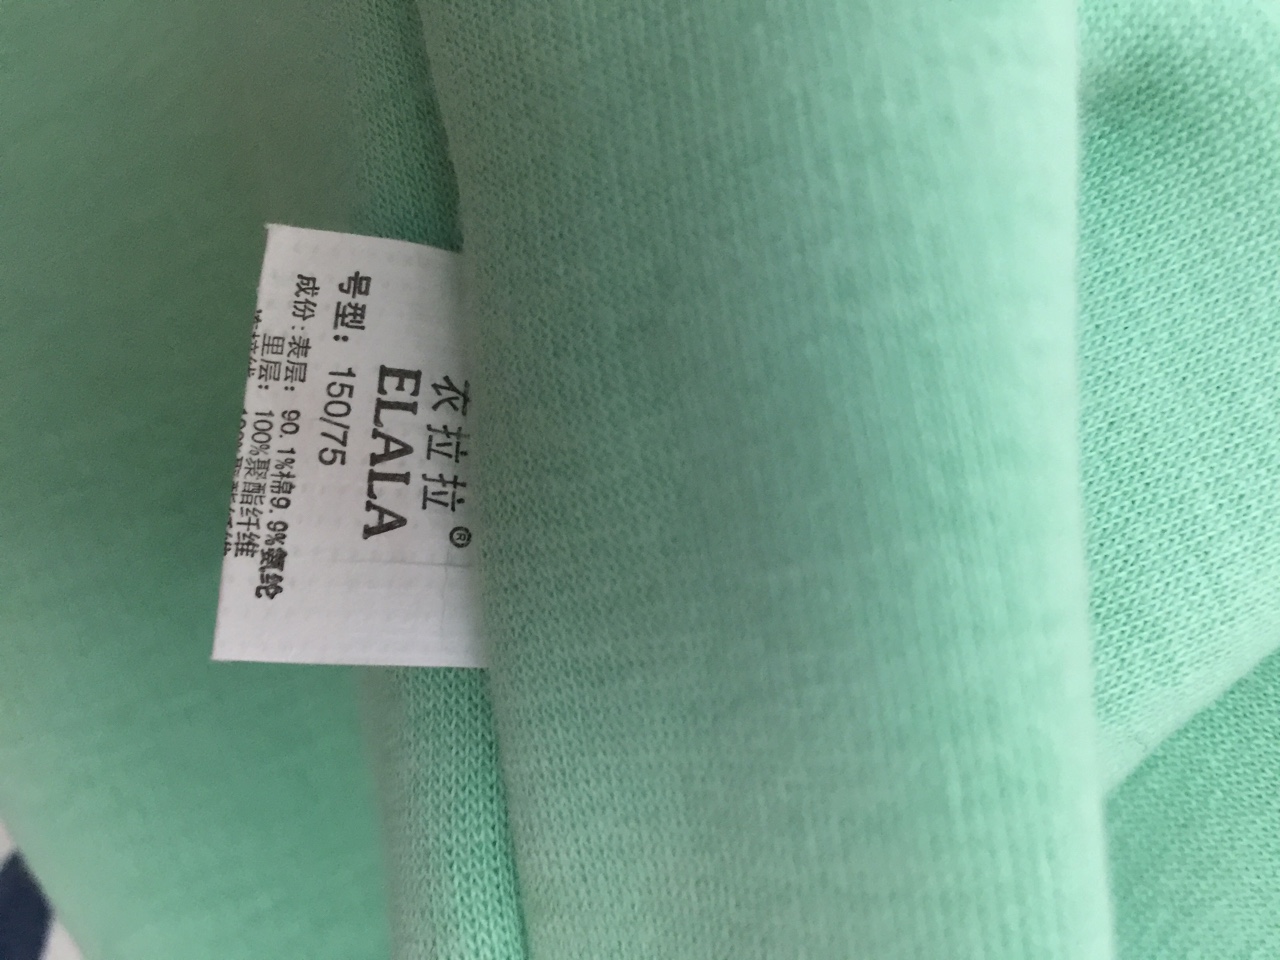 衣拉拉®
ELALA
号型：150/75
成份：表层：90.1%棉9.9%氨纶
里层：100%聚酯纤维